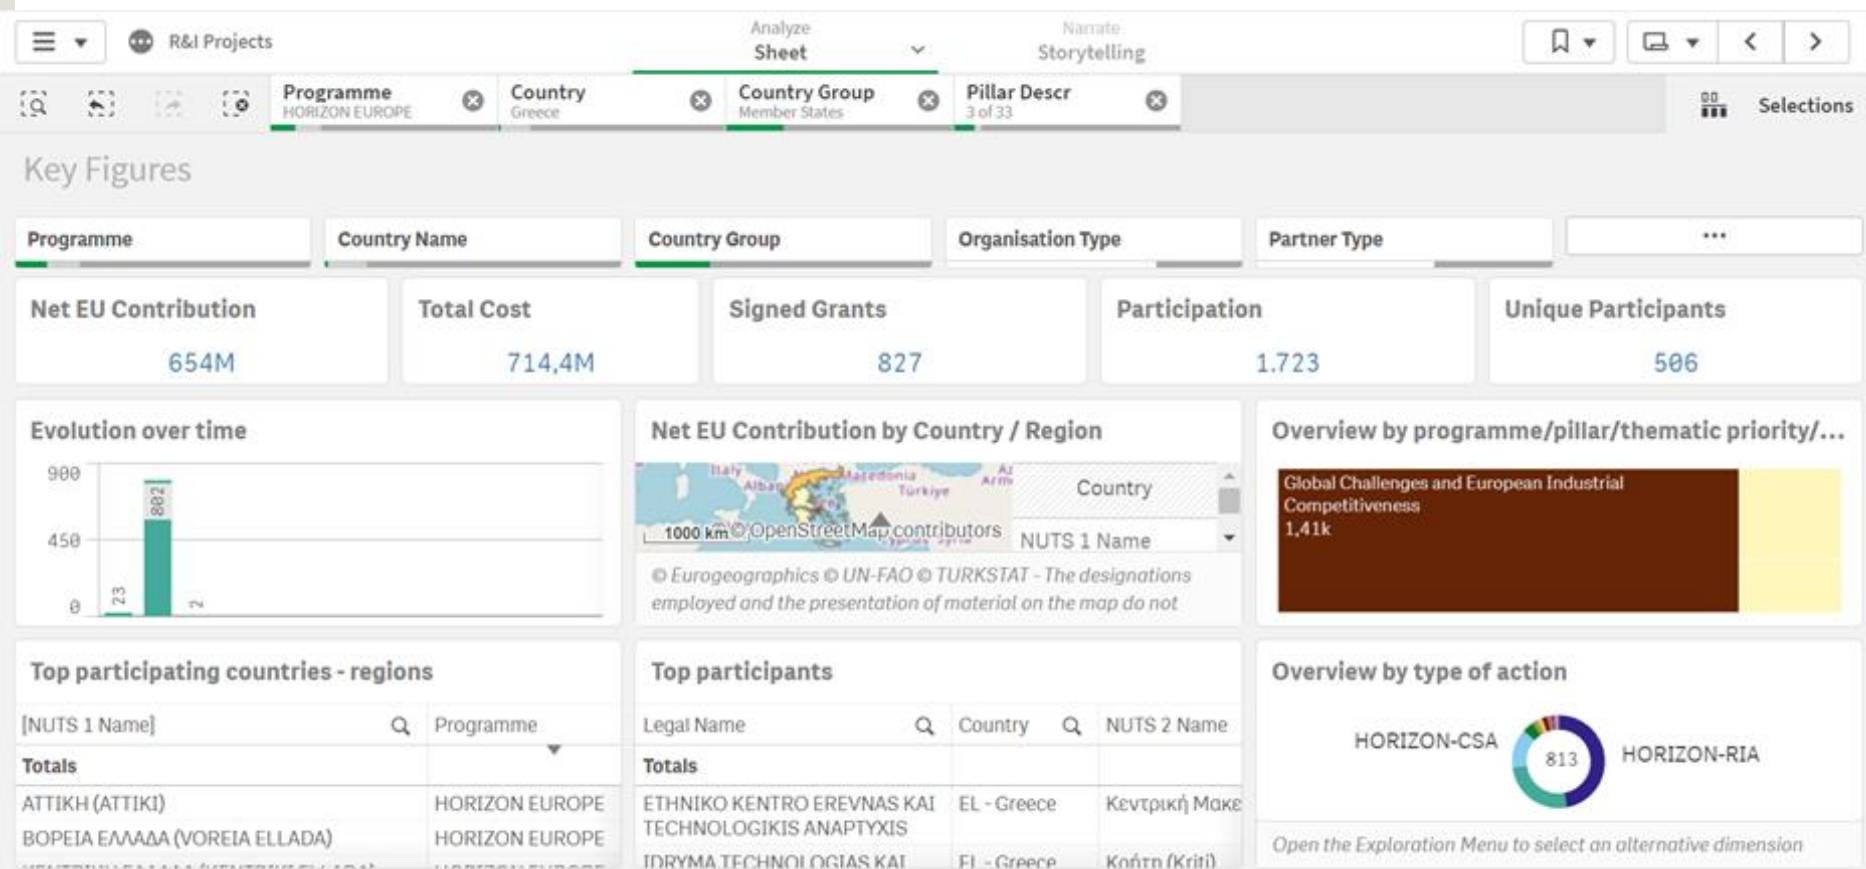 R&I Projects
Analyze
Sheet
Narrate
Storytelling
Programme
HORIZON EUROPE
Country
Greece
Country Group
Member States
Pillar Descr
3 of 33
Selections
Key Figures
Programme
Country Name
Country Group
Organisation Type
Partner Type
...
Net EU Contribution
654M
Total Cost
714,4M
Signed Grants
827
Participation
1.723
Unique Participants
506
Evolution over time
900
450
0
23
802
2
Net EU Contribution by Country / Region
Italy
Türkiye
1000 km
© OpenStreetMap contributors
Country
NUTS 1 Name
© Eurogeographics © UN-FAO © TURKSTAT - The designations
employed and the presentation of material on the map do not
Overview by programme/pillar/thematic priority/...
Global Challenges and European Industrial
Competitiveness
1,41k
Top participating countries - regions
[NUTS 1 Name]
Programme
Totals
ΑΤΤΙΚΗ (ATTIKI)
HORIZON EUROPE
ΒΟΡΕΙΑ ΕΛΛΑΔΑ (VOREIA ELLADA)
HORIZON EUROPE
Top participants
Legal Name
Country
NUTS 2 Name
Totals
ETHNIKO KENTRO EREVNAS KAI
TECHNOLOGIKIS ANAPTYXIS
EL - Greece
Κεντρική Μακε
IDRYMA TECHNOLOGIAS KAI
EL - Greece
Κρήτη (Kriti)
Overview by type of action
HORIZON-CSA
813
HORIZON-RIA
Open the Exploration Menu to select an alternative dimension